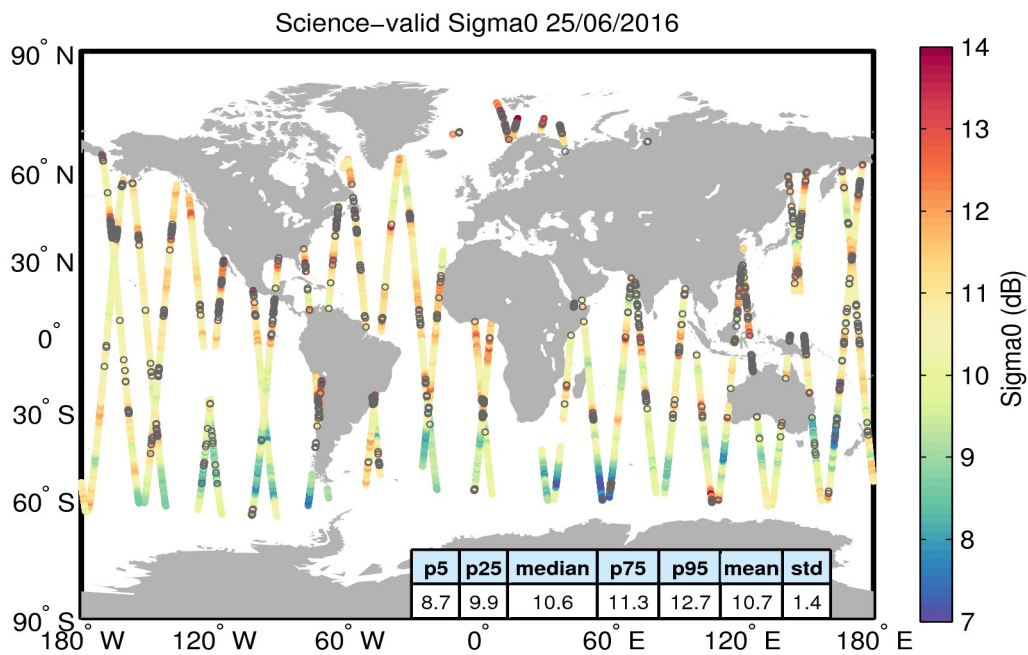 Science−valid Sigma0 25/06/2016
90° N
60° N
30° N
0°
30° S
60° S
90° S
180° W
120° W
60° W
0°
60° E
120° E
180° E
p5 p25 median p75 p95 mean std
8.7 9.9 10.6 11.3 12.7 10.7 1.4
14
13
12
11
10
9
8
7
Sigma0 (dB)